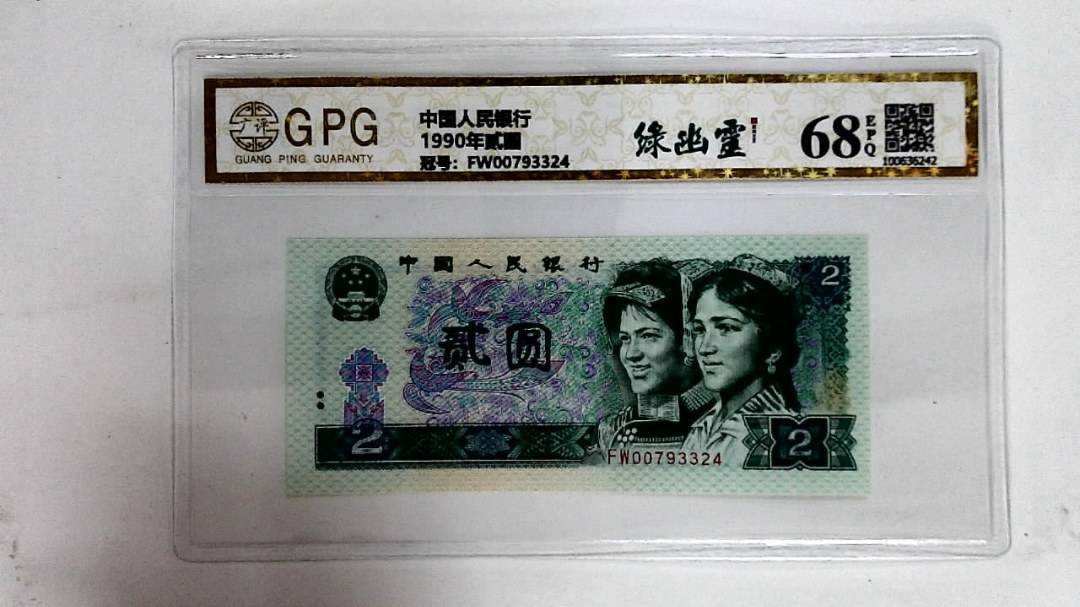 GPG
GUANG PING GUARANTY
中国人民银行
1990年贰圆
冠号: FW00793324
绿幽灵
68
EPQ
100636242
中国人民银行
2
贰圆
2
FW00793324
2